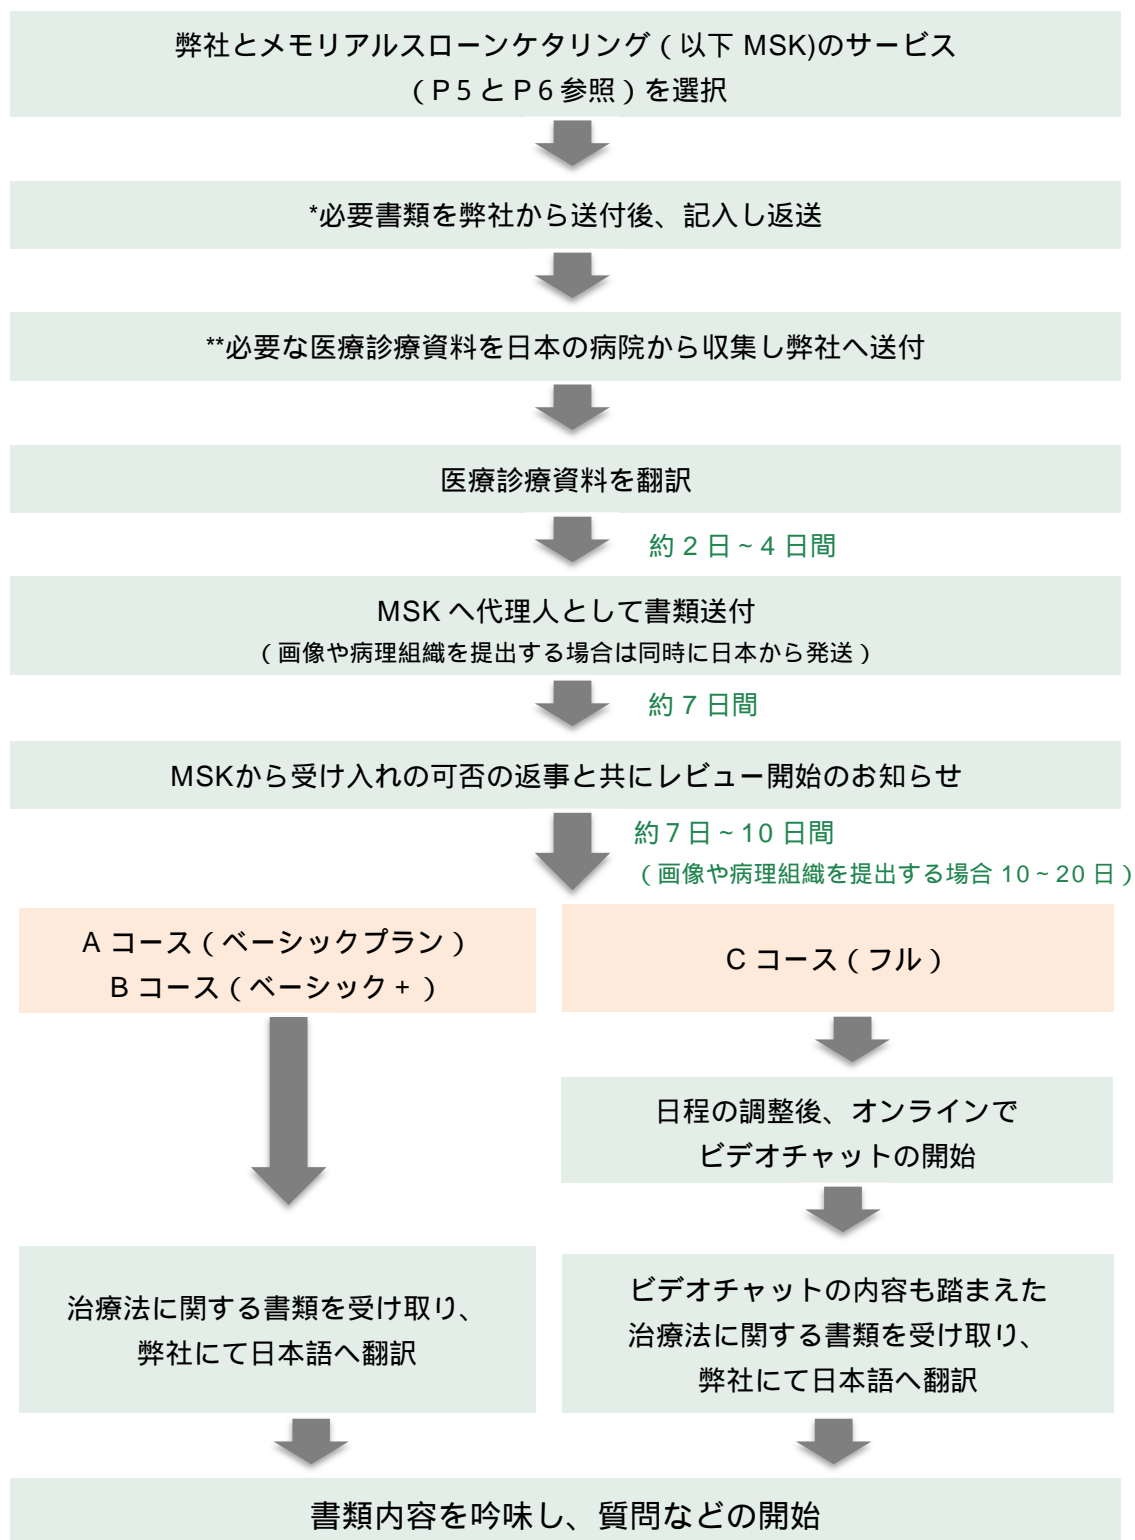 弊社とメモリアルスローンケタリング(以下 MSK)のサービス
(P5とP6参照)を選択
*必要書類を弊社から送付後、記入し返送
**必要な医療診療資料を日本の病院から収集し弊社へ送付
医療診療資料を翻訳
約 2 日~4 日間
MSK へ代理人として書類送付
(画像や病理組織を提出する場合は同時に日本から発送)
約 7 日間
MSKから受け入れの可否の返事と共にレビュー開始のお知らせ
約7日~10 日間
(画像や病理組織を提出する場合 10~20 日)
A コース(ベーシックプラン)
B コース(ベーシック+)
C コース(フル)
日程の調整後、オンラインで
ビデオチャットの開始
治療法に関する書類を受け取り、
弊社にて日本語へ翻訳
ビデオチャットの内容も踏まえた
治療法に関する書類を受け取り、
弊社にて日本語へ翻訳
書類内容を吟味し、質問などの開始